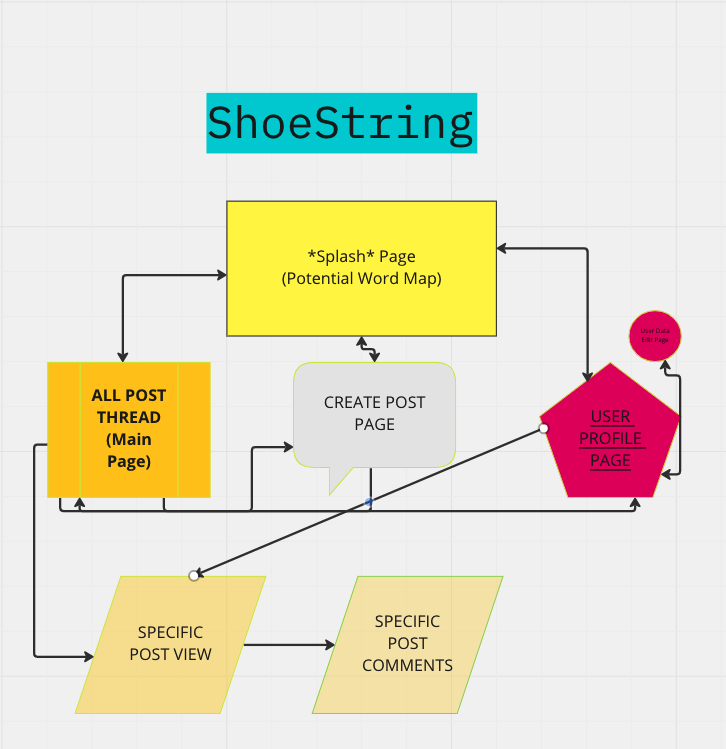 ShoeString
*Splash* Page
(Potential Word Map)
User Data
Edit Page
ALL POST
THREAD
(Main
Page)
CREATE POST
PAGE
USER
PROFILE
PAGE
SPECIFIC
POST VIEW
SPECIFIC
POST
COMMENTS